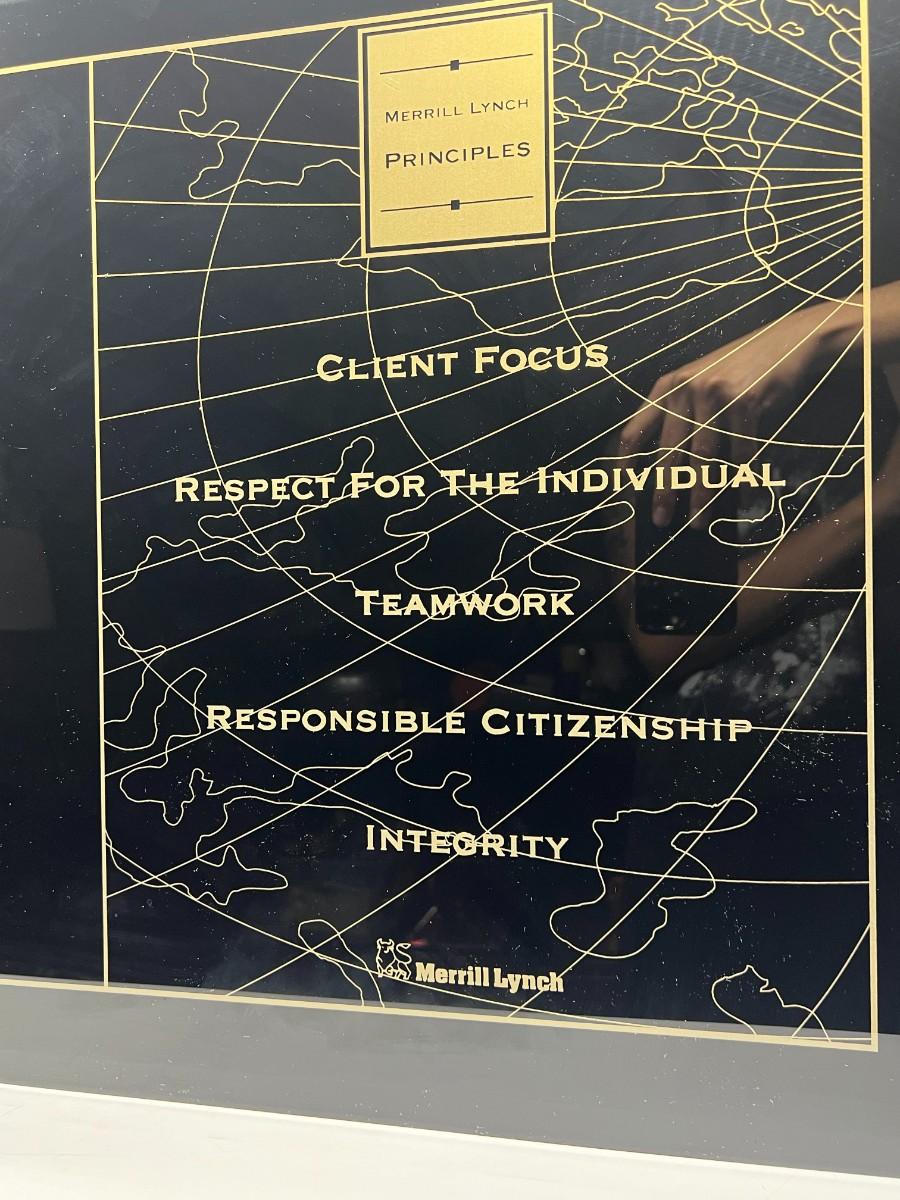 MERRILL LYNCH
PRINCIPLES
CLIENT FOCUS
RESPECT FOR THE INDIVIDUAL
TEAMWORK
RESPONSIBLE CITIZENSHIP
INTEGRITY
Merrill Lynch